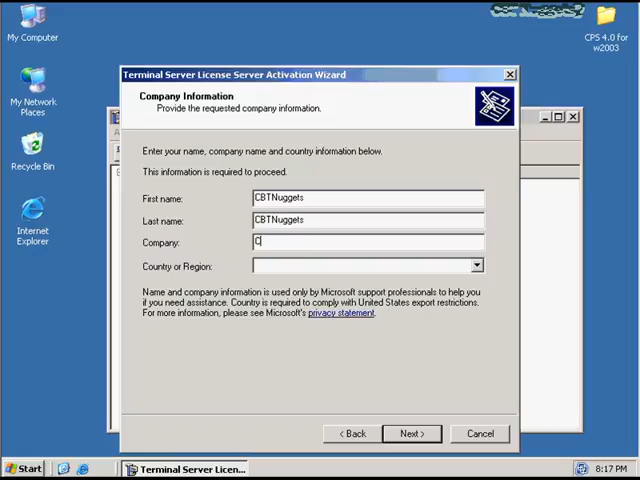 My Computer
CBT Nuggets
CPS 4.0 for
w2003
My Network
Places
Recycle Bin
Internet
Explorer
Terminal Server License Server Activation Wizard
Company Information
Provide the requested company information.
Enter your name, company name and country information below.
This information is required to proceed.
First name:
CBTNuggets
Last name:
CBTNuggets
Company:
C
Country or Region:
Name and company information is used only by Microsoft support professionals to help you
if you need assistance. Country is required to comply with United States export restrictions.
For more information, please see Microsoft's privacy statement.
< Back
Next >
Cancel
Start
Terminal Server Licen...
8:17 PM